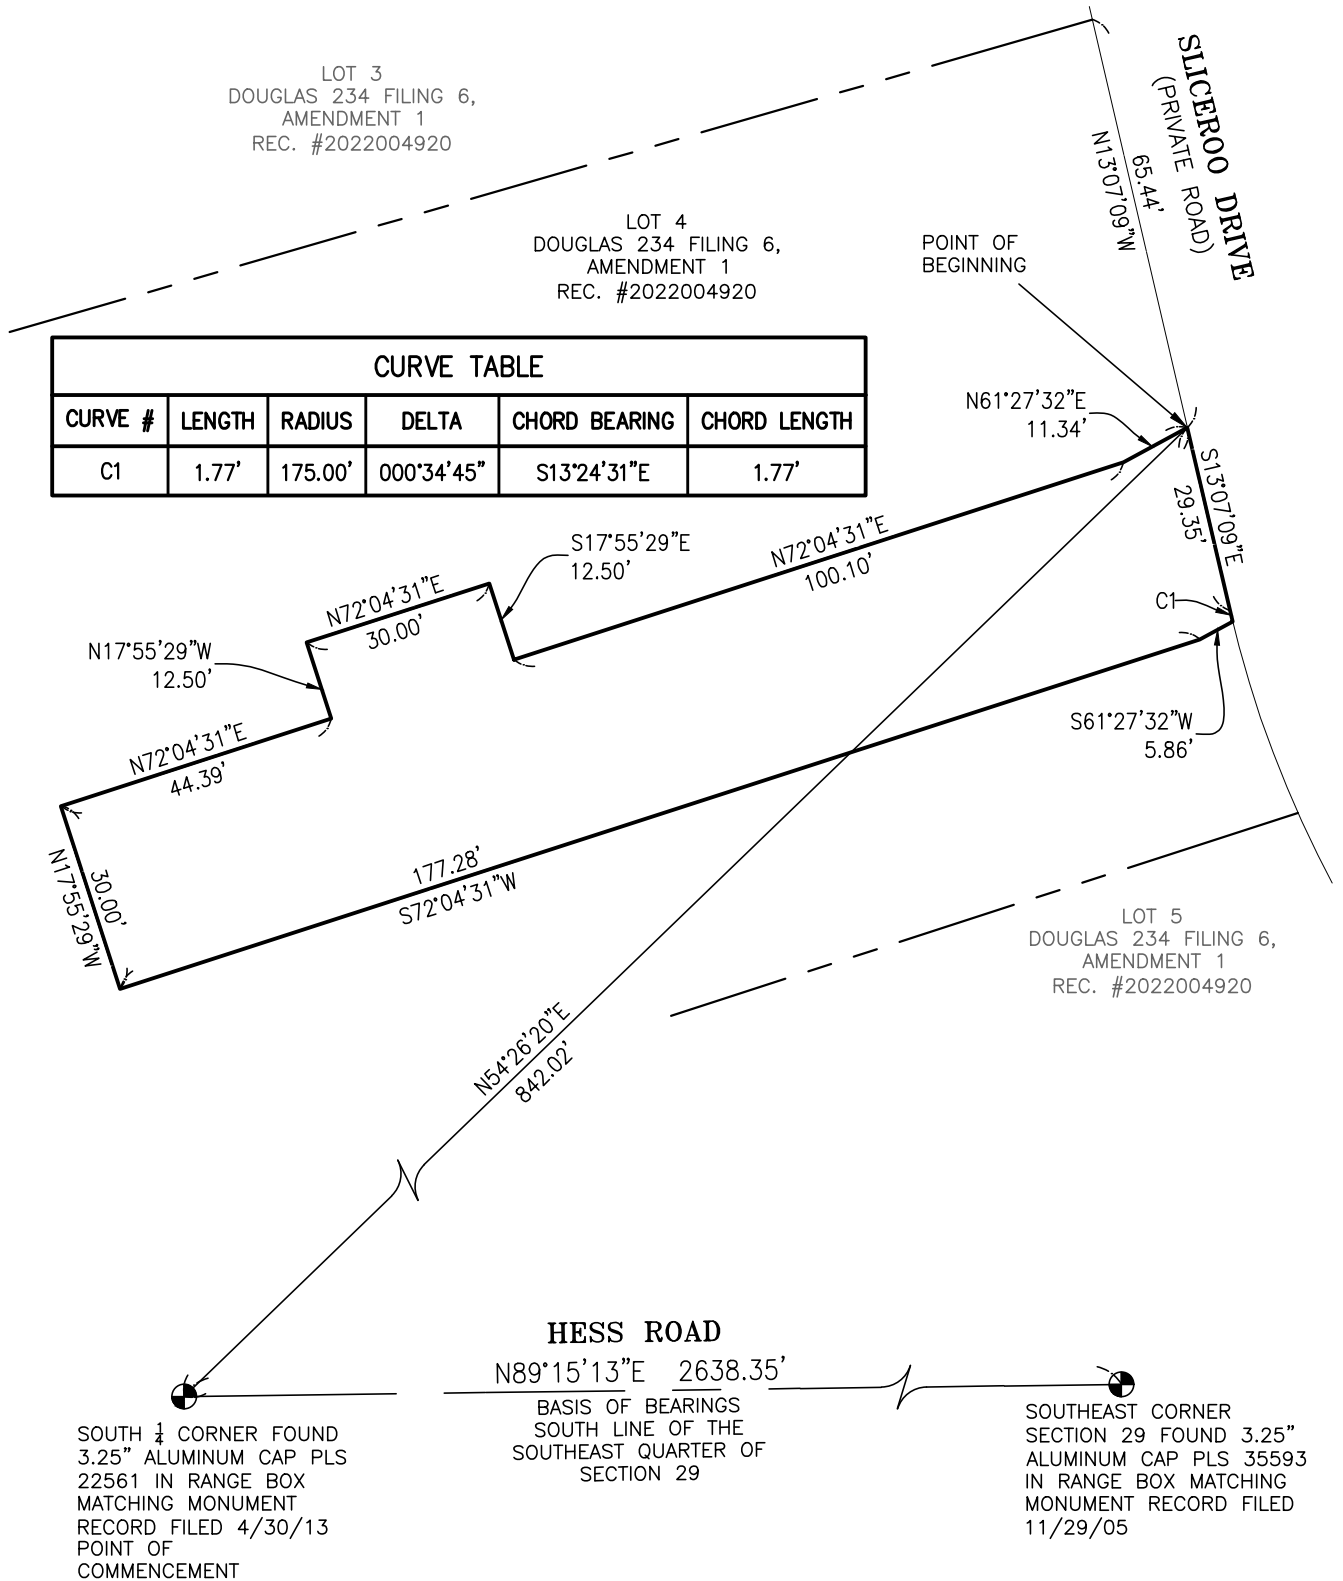 LOT 3
DOUGLAS 234 FILING 6,
AMENDMENT 1
REC. #2022004920
SLICEROO DRIVE
(PRIVATE ROAD)
65.44'
N13°07'09"W
LOT 4
DOUGLAS 234 FILING 6,
AMENDMENT 1
REC. #2022004920
POINT OF
BEGINNING
CURVE TABLE
CURVE # LENGTH RADIUS DELTA CHORD BEARING CHORD LENGTH
C1 1.77' 175.00' 000°34'45" S13°24'31"E 1.77'
N61°27'32"E
11.34'
S13°07'09"E
29.35'
S17°55'29"E
12.50'
N72°04'31"E
100.10'
N72°04'31"E
30.00'
C1
N17°55'29"W
12.50'
S61°27'32"W
5.86'
N72°04'31"E
44.39'
30.00'
N17°55'29"W
177.28'
S72°04'31"W
LOT 5
DOUGLAS 234 FILING 6,
AMENDMENT 1
REC. #2022004920
N54°26'20"E
842.02'
HESS ROAD
N89°15'13"E 2638.35'
BASIS OF BEARINGS
SOUTH LINE OF THE
SOUTHEAST QUARTER OF
SECTION 29
SOUTH 1/4 CORNER FOUND
3.25" ALUMINUM CAP PLS
22561 IN RANGE BOX
MATCHING MONUMENT
RECORD FILED 4/30/13
POINT OF
COMMENCEMENT
SOUTHEAST CORNER
SECTION 29 FOUND 3.25"
ALUMINUM CAP PLS 35593
IN RANGE BOX MATCHING
MONUMENT RECORD FILED
11/29/05